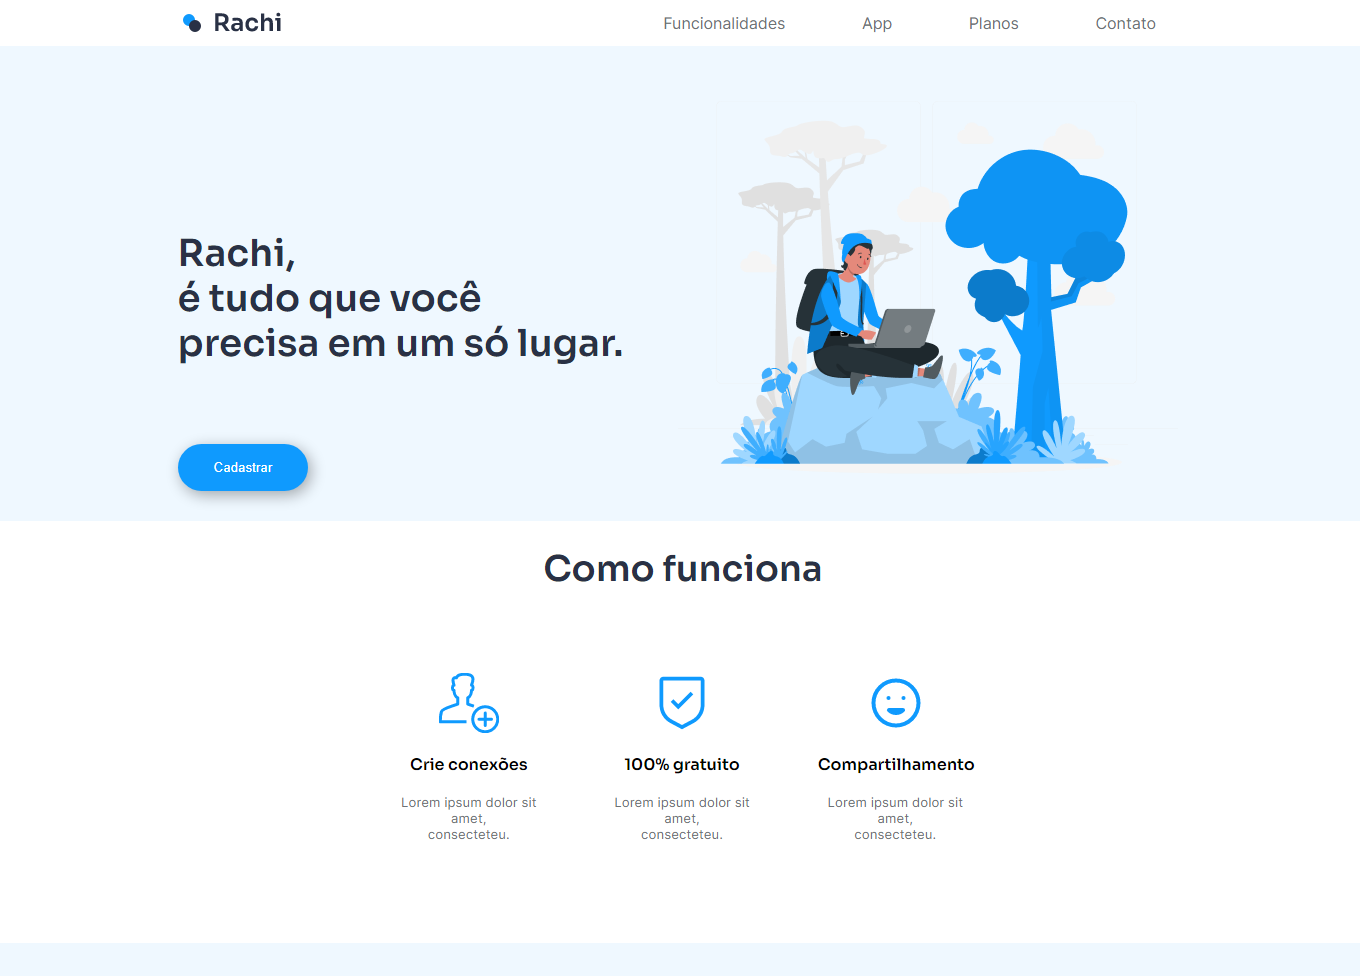 Rachi
Funcionalidades
App
Planos
Contato
Rachi,
é tudo que você
precisa em um só lugar.
Cadastrar
Como funciona
Crie conexões
Lorem ipsum dolor sit
amet,
consecteteu.
100% gratuito
Lorem ipsum dolor sit
amet,
consecteteu.
Compartilhamento
Lorem ipsum dolor sit
amet,
consecteteu.